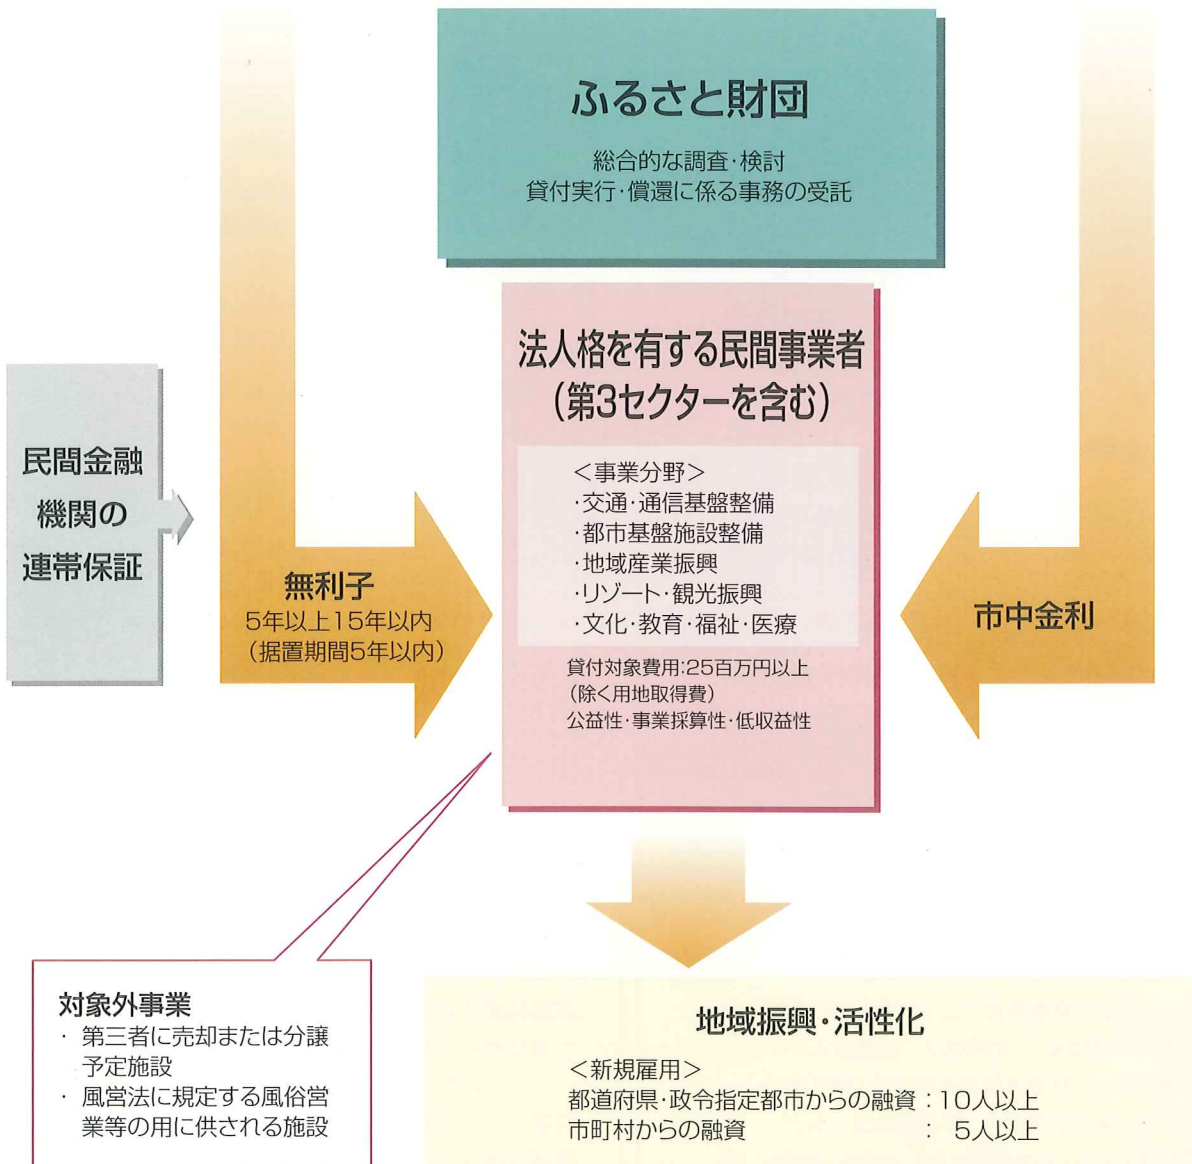 ふるさと財団
総合的な調査・検討
貸付実行・償還に係る事務の受託
法人格を有する民間事業者
(第3セクターを含む)
＜事業分野＞
・交通・通信基盤整備
・都市基盤施設整備
・地域産業振興
・リゾート・観光振興
・文化・教育・福祉・医療
貸付対象費用:25百万円以上
(除く用地取得費)
公益性・事業採算性・低収益性
民間金融
機関の
連帯保証
無利子
5年以上15年以内
(据置期間5年以内)
市中金利
対象外事業
・ 第三者に売却または分譲
予定施設
・ 風営法に規定する風俗営
業等の用に供される施設
地域振興・活性化
＜新規雇用＞
都道府県・政令指定都市からの融資：10人以上
市町村からの融資 ： 5人以上